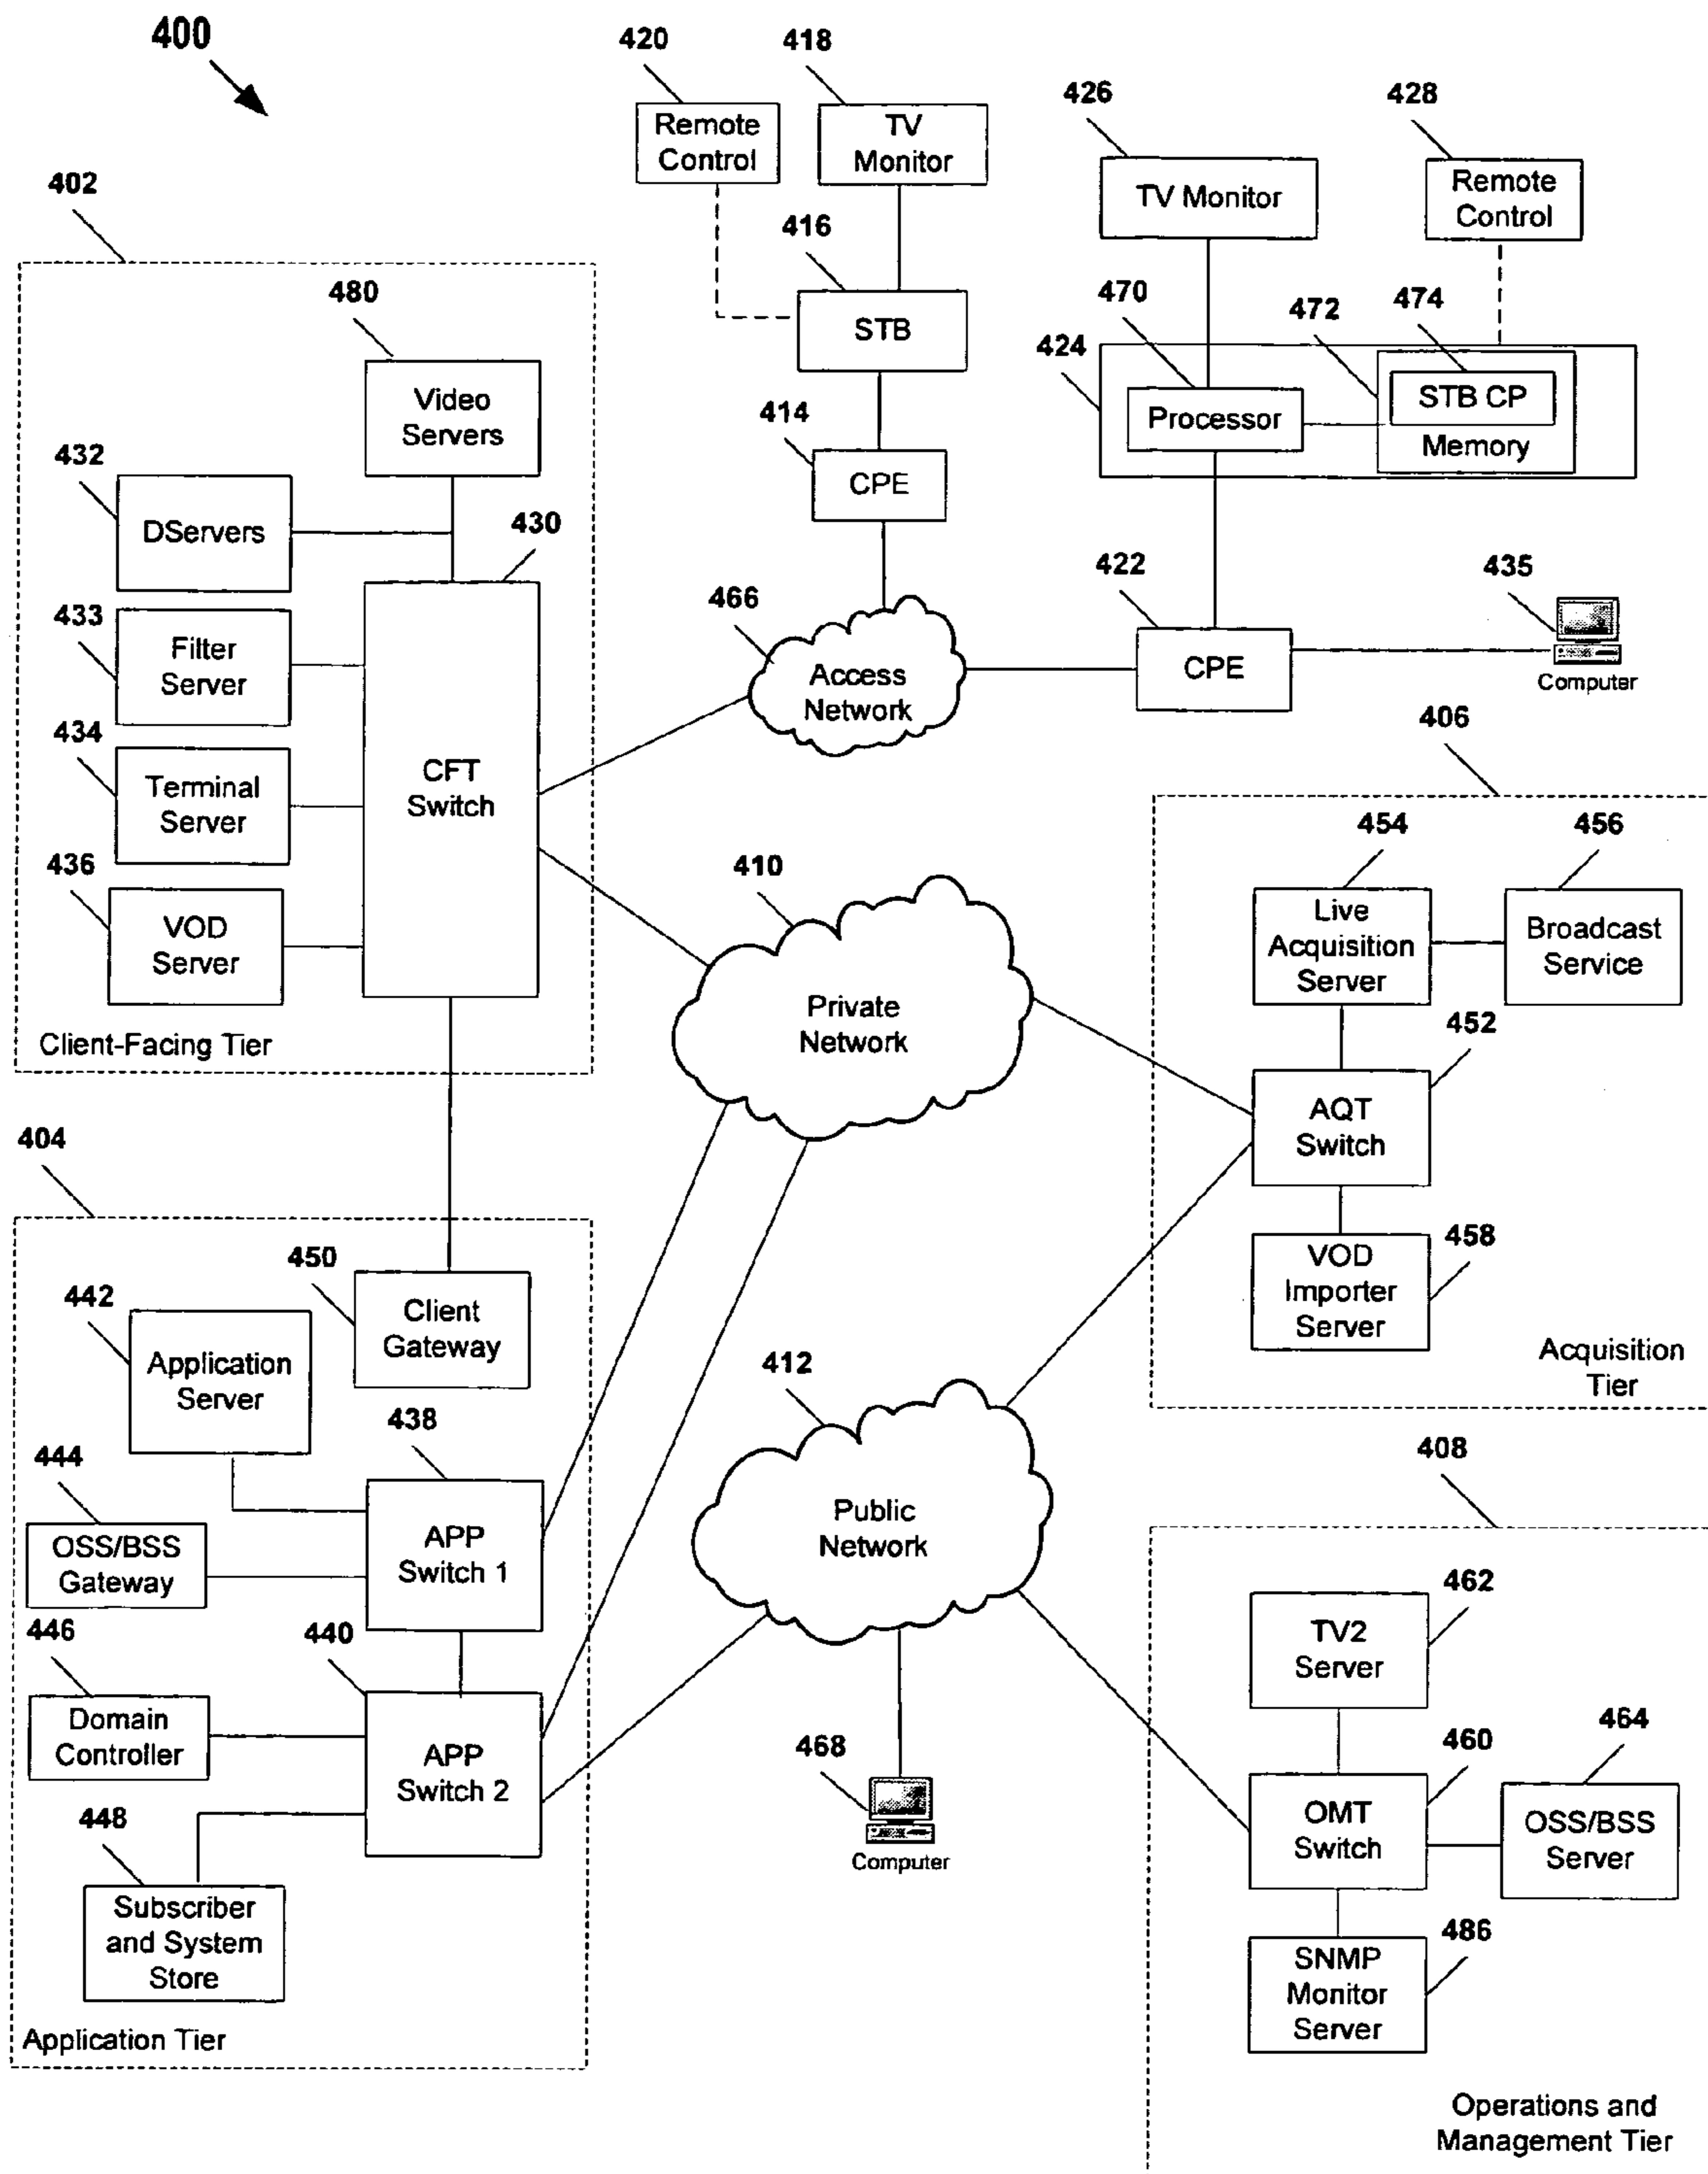 400
420
418
426
428
Remote
Control
TV
Monitor
TV Monitor
Remote
Control
402
416
480
STB
470
472
474
424
Processor
STB CP
Memory
Video
Servers
414
CPE
432
DServers
430
433
Filter
Server
466
Access
Network
422
CPE
435
Computer
434
Terminal
Server
CFT
Switch
436
VOD
Server
Client-Facing Tier
410
Private
Network
406
454
456
Live
Acquisition
Server
Broadcast
Service
452
AQT
Switch
458
VOD
Importer
Server
Acquisition
Tier
404
450
Client
Gateway
442
Application
Server
438
444
OSS/BSS
Gateway
APP
Switch 1
446
440
Domain
Controller
APP
Switch 2
448
Subscriber
and System
Store
Application Tier
412
Public
Network
468
Computer
408
462
TV2
Server
460
464
OMT
Switch
OSS/BSS
Server
486
SNMP
Monitor
Server
Operations and
Management Tier